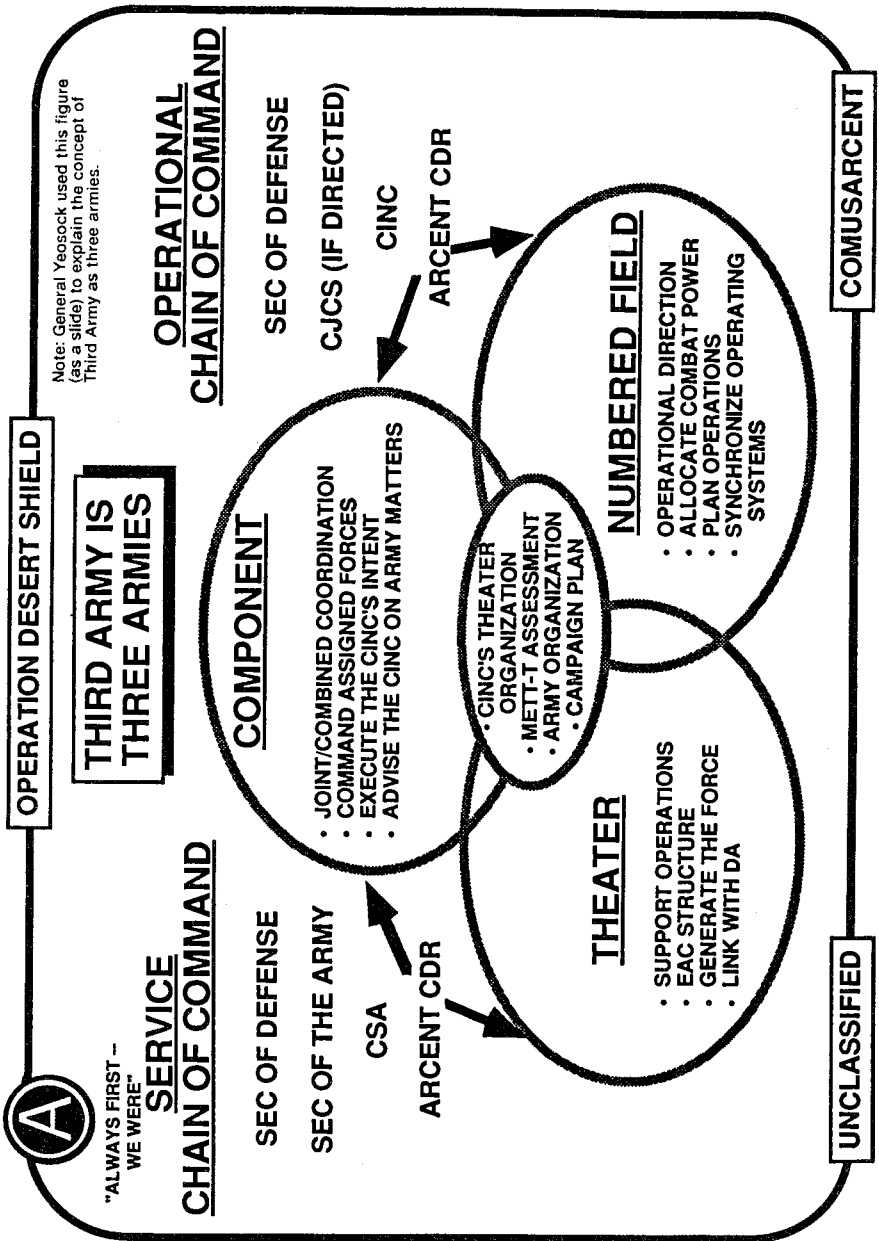 OPERATION DESERT SHIELD
A
"ALWAYS FIRST –
WE WERE"
THIRD ARMY IS
THREE ARMIES
Note: General Yeosock used this figure
(as a slide) to explain the concept of
Third Army as three armies.
SERVICE
CHAIN OF COMMAND
SEC OF DEFENSE
SEC OF THE ARMY
CSA
ARCENT CDR
OPERATIONAL
CHAIN OF COMMAND
SEC OF DEFENSE
CJCS (IF DIRECTED)
CINC
ARCENT CDR
COMPONENT
· JOINT/COMBINED COORDINATION
· COMMAND ASSIGNED FORCES
· EXECUTE THE CINC'S INTENT
· ADVISE THE CINC ON ARMY MATTERS
· CINC'S THEATER
ORGANIZATION
· METT-T ASSESSMENT
· ARMY ORGANIZATION
· CAMPAIGN PLAN
THEATER
· SUPPORT OPERATIONS
· EAC STRUCTURE
· GENERATE THE FORCE
· LINK WITH DA
NUMBERED FIELD
· OPERATIONAL DIRECTION
· ALLOCATE COMBAT POWER
· PLAN OPERATIONS
· SYNCHRONIZE OPERATING
SYSTEMS
UNCLASSIFIED
COMUSARCENT